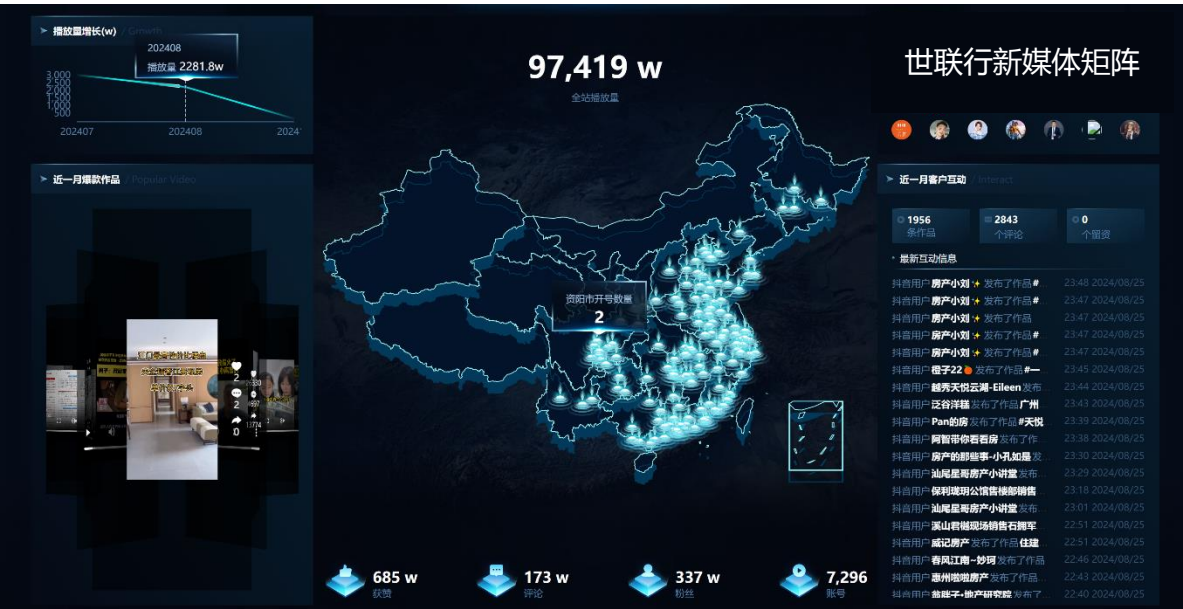 播放量增长(w) / Growth
202408
播放量 2281.8w
3,000
2,500
2,000
1,500
1,000
500
202407
202408
2024
97,419 w
全站播放量
世联行新媒体矩阵
近一月爆款作品 / Popular Video
2
2
资阳市开号数量
2
近一月客户互动 / Interact
1956
条作品
2843
个评论
0
个留资
最新互动信息
抖音用户 房产小刘✨ 发布了作品 # 23:48 2024/08/25
抖音用户 房产小刘✨ 发布了作品 # 23:47 2024/08/25
抖音用户 房产小刘✨ 发布了作品 23:47 2024/08/25
抖音用户 房产小刘✨ 发布了作品 # 23:47 2024/08/25
抖音用户 房产小刘✨ 发布了作品 # 23:47 2024/08/25
抖音用户 橙子22🍊 发布了作品 #一 23:45 2024/08/25
抖音用户 越秀天悦云湖-Eileen 发布 23:44 2024/08/25
抖音用户 泛谷洋糕 发布了作品 广州 23:43 2024/08/25
抖音用户 Pan的房 发布了作品 #天悦 23:39 2024/08/25
抖音用户 阿智带你看看房 发布了作 23:38 2024/08/25
抖音用户 房产的那些事-小孔如是 发 23:30 2024/08/25
抖音用户 汕尾星哥房产小讲堂 发布 23:29 2024/08/25
抖音用户 保利珑玥公馆售楼部销售 23:18 2024/08/25
抖音用户 汕尾星哥房产小讲堂 发布 23:01 2024/08/25
抖音用户 溪山君樾现场销售石拥军 22:51 2024/08/25
抖音用户 威记房产 发布了作品 住建 22:51 2024/08/25
抖音用户 春风江南~妙珂 发布了作品 22:46 2024/08/25
抖音用户 惠州啦啦房产 发布了作品 22:43 2024/08/25
抖音用户 翁胖子·地产研究院 发布了 22:40 2024/08/25
685 w
获赞
173 w
评论
337 w
粉丝
7,296
账号